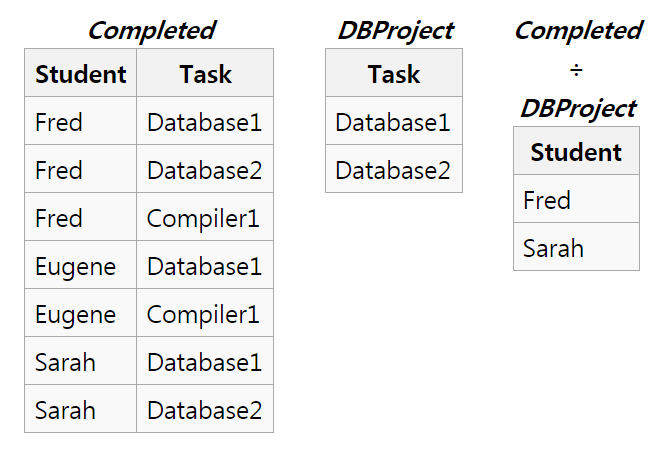 Completed
Student Task
Fred Database1
Fred Database2
Fred Compiler1
Eugene Database1
Eugene Compiler1
Sarah Database1
Sarah Database2
DBProject
Task
Database1
Database2
Completed
÷
DBProject
Student
Fred
Sarah